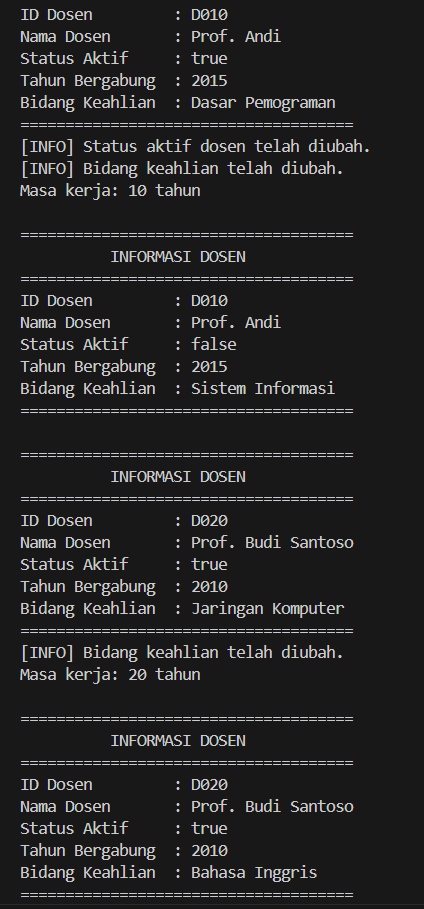 ID Dosen         : D010
Nama Dosen       : Prof. Andi
Status Aktif     : true
Tahun Bergabung  : 2015
Bidang Keahlian  : Dasar Pemograman
=====================================
[INFO] Status aktif dosen telah diubah.
[INFO] Bidang keahlian telah diubah.
Masa kerja: 10 tahun
=====================================
INFORMASI DOSEN
=====================================
ID Dosen         : D010
Nama Dosen       : Prof. Andi
Status Aktif     : false
Tahun Bergabung  : 2015
Bidang Keahlian  : Sistem Informasi
=====================================
=====================================
INFORMASI DOSEN
=====================================
ID Dosen         : D020
Nama Dosen       : Prof. Budi Santoso
Status Aktif     : true
Tahun Bergabung  : 2010
Bidang Keahlian  : Jaringan Komputer
=====================================
[INFO] Bidang keahlian telah diubah.
Masa kerja: 20 tahun
=====================================
INFORMASI DOSEN
=====================================
ID Dosen         : D020
Nama Dosen       : Prof. Budi Santoso
Status Aktif     : true
Tahun Bergabung  : 2010
Bidang Keahlian  : Bahasa Inggris
=====================================